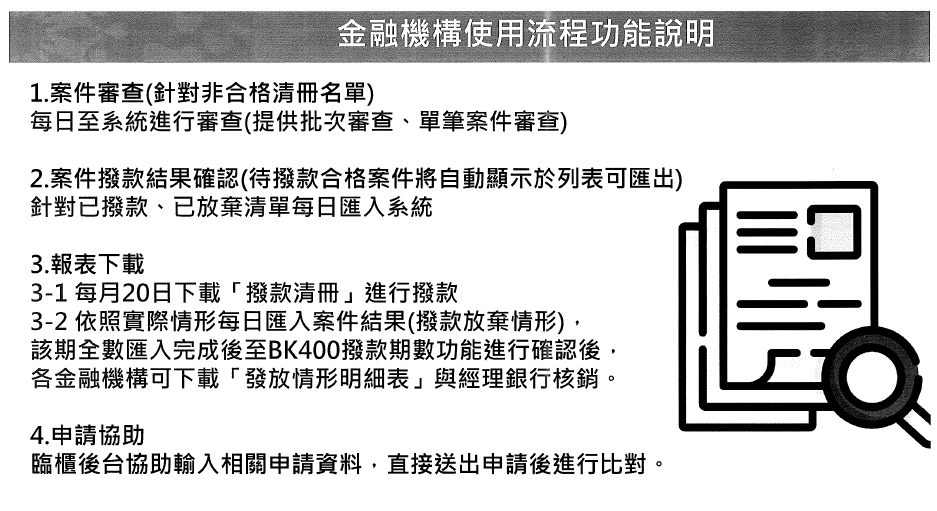 金融機構使用流程功能說明
1.案件審查(針對非合格清冊名單)
每日至系統進行審查(提供批次審查、單筆案件審查)
2.案件撥款結果確認(待撥款合格案件將自動顯示於列表可匯出)
針對已撥款、已放棄清單每日匯入系統
3.報表下載
3-1 每月20日下載「撥款清冊」進行撥款
3-2 依照實際情形每日匯入案件結果(撥款放棄情形)，
該期全數匯入完成後至BK400撥款期數功能進行確認後，
各金融機構可下載「發放情形明細表」與經理銀行核銷。
4.申請協助
臨櫃後台協助輸入相關申請資料，直接送出申請後進行比對。